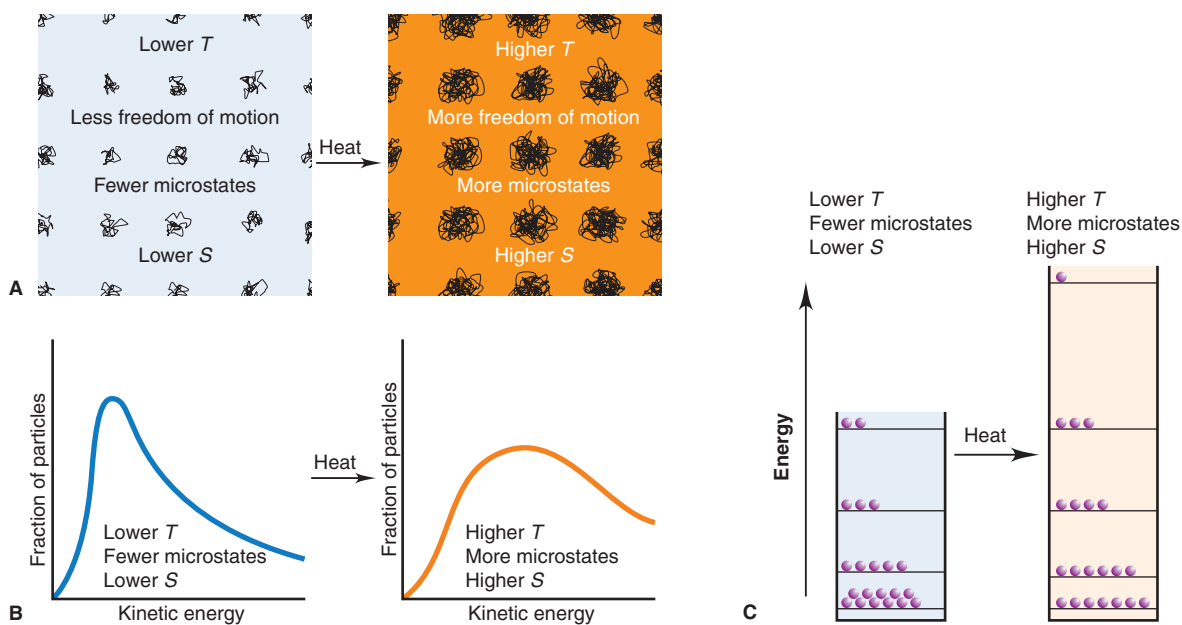 Lower T
Less freedom of motion
Fewer microstates
Lower S
A
Heat
Higher T
More freedom of motion
More microstates
Higher S
Fraction of particles
Lower T
Fewer microstates
Lower S
B
Kinetic energy
Heat
Fraction of particles
Higher T
More microstates
Higher S
Kinetic energy
Lower T
Fewer microstates
Lower S
Higher T
More microstates
Higher S
Energy
Heat
C